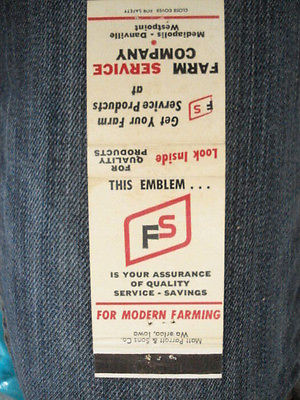 CLOSE COVER FOR SAFETY
Mediapolis - Danville
Westpoint
FARM SERVICE
COMPANY
at
Get Your Farm
Service Products
FS
Look Inside
FOR
QUALITY
PRODUCTS
THIS EMBLEM . . .
FS
IS YOUR ASSURANCE
OF QUALITY
SERVICE - SAVINGS
FOR MODERN FARMING
Matt Parrott & Sons Co.
Waterloo, Iowa